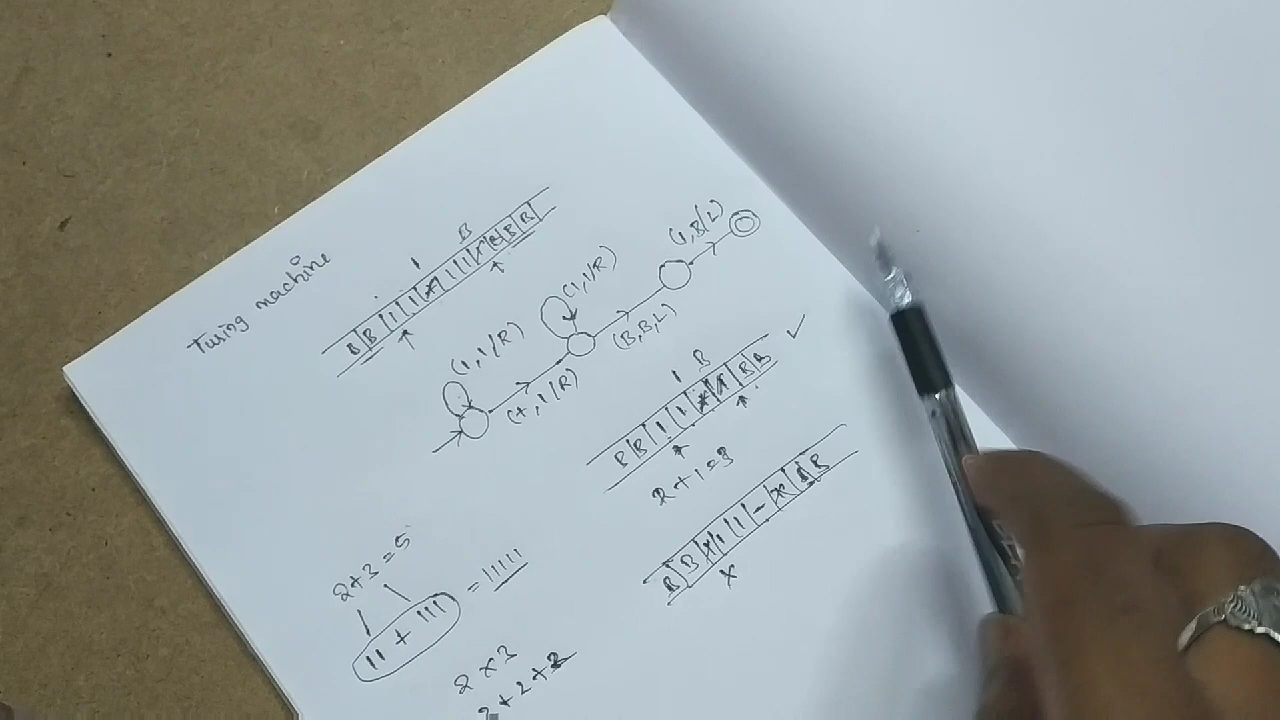 Turing machine
1 B
B B 1 1 + 1 1 1 B B B
(1,1/R) (1,1/R) (1,B/L)
(+,1/R) (B,B,L)
1 B
B B 1 1 + 1 B B ✓
2+1=3
B B 1 1 1 -
x
2+3=5
11 + 111 = 11111
2 x 3
2+2+2